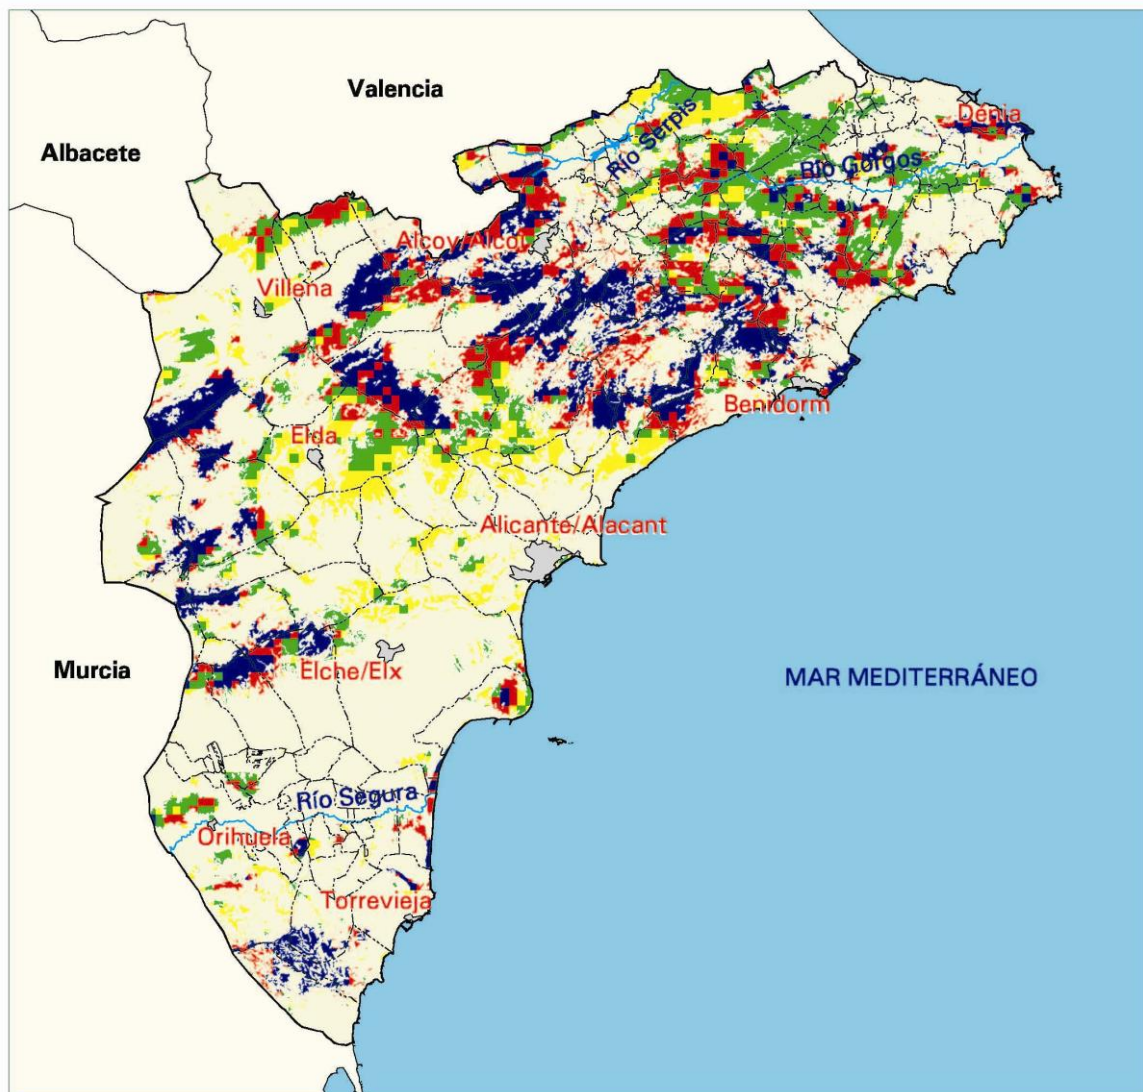 Valencia
Albacete
Dénia
Río Serpis
Río Gorgos
Alcoy/Alcoi
Villena
Benidorm
Elda
Alicante/Alacant
Murcia
Elche/Elx
MAR MEDITERRÁNEO
Río Segura
Orihuela
Torrevieja